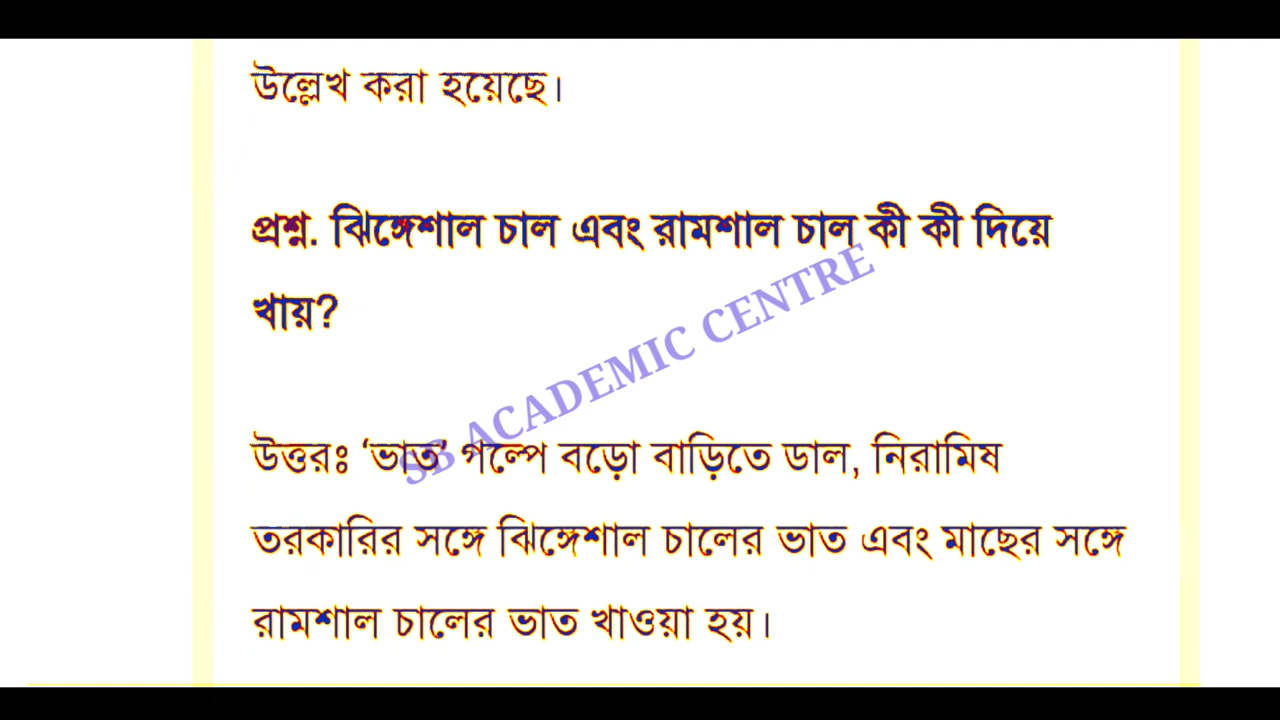 উল্লেখ করা হয়েছে।
প্রশ্ন. ঝিঙ্গেশাল চাল এবং রামশাল চাল কী কী দিয়ে
খায়?
SB ACADEMIC CENTRE
উত্তরঃ ‘ভাত’ গল্পে বড়ো বাড়িতে ডাল, নিরামিষ
তরকারির সঙ্গে ঝিঙ্গেশাল চালের ভাত এবং মাছের সঙ্গে
রামশাল চালের ভাত খাওয়া হয়।